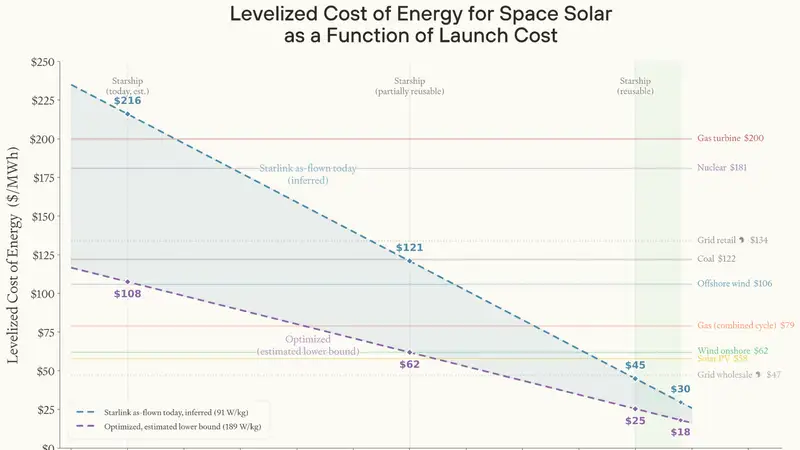 Levelized Cost of Energy for Space Solar
as a Function of Launch Cost
Levelized Cost of Energy ($/MWh)
$250
$225
$200
$175
$150
$125
$100
$75
$50
$25
$0
Starship
(today, est.)
Starship
(partially reusable)
Starship
(reusable)
$216
Starlink as-flown today
(inferred)
$121
$108
Optimized
(estimated lower bound)
$62
$45
$30
$25
$18
Gas turbine $200
Nuclear $181
Grid retail $134
Coal $122
Offshore wind $106
Gas (combined cycle) $79
Wind onshore $62
Solar PV $58
Grid wholesale $47
Starlink as-flown today, inferred (91 W/kg)
Optimized, estimated lower bound (189 W/kg)